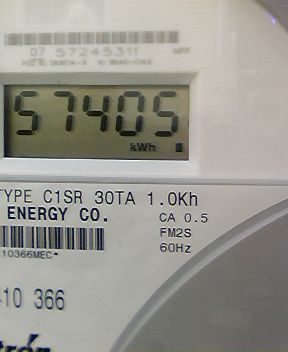 07 57245311
57405
kWh
TYPE C1SR 30TA 1.0Kh
ENERGY CO.
CA 0.5
FM2S
60Hz
10366MEC*
10 366
trón